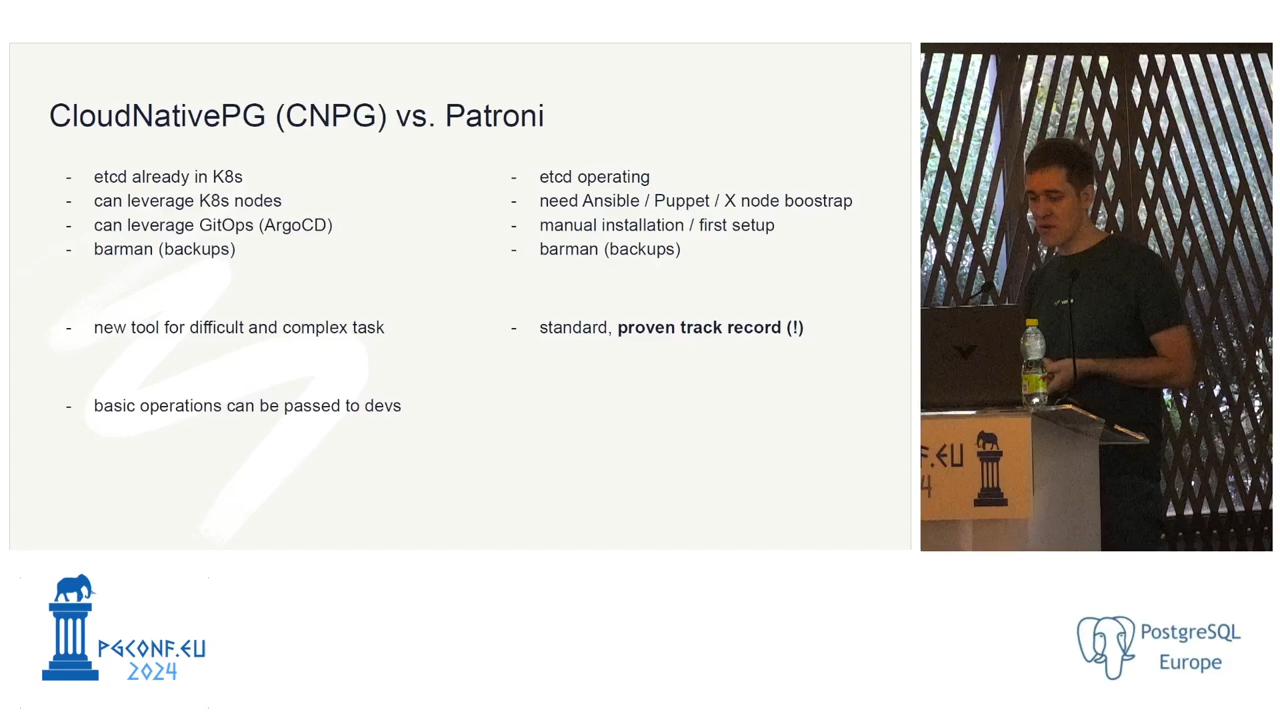 CloudNativePG (CNPG) vs. Patroni
- etcd already in K8s
- can leverage K8s nodes
- can leverage GitOps (ArgoCD)
- barman (backups)
- new tool for difficult and complex task
- basic operations can be passed to devs
- etcd operating
- need Ansible / Puppet / X node boostrap
- manual installation / first setup
- barman (backups)
- standard, proven track record (!)
F.EU
4
PGCONF.EU
2024
PostgreSQL
Europe